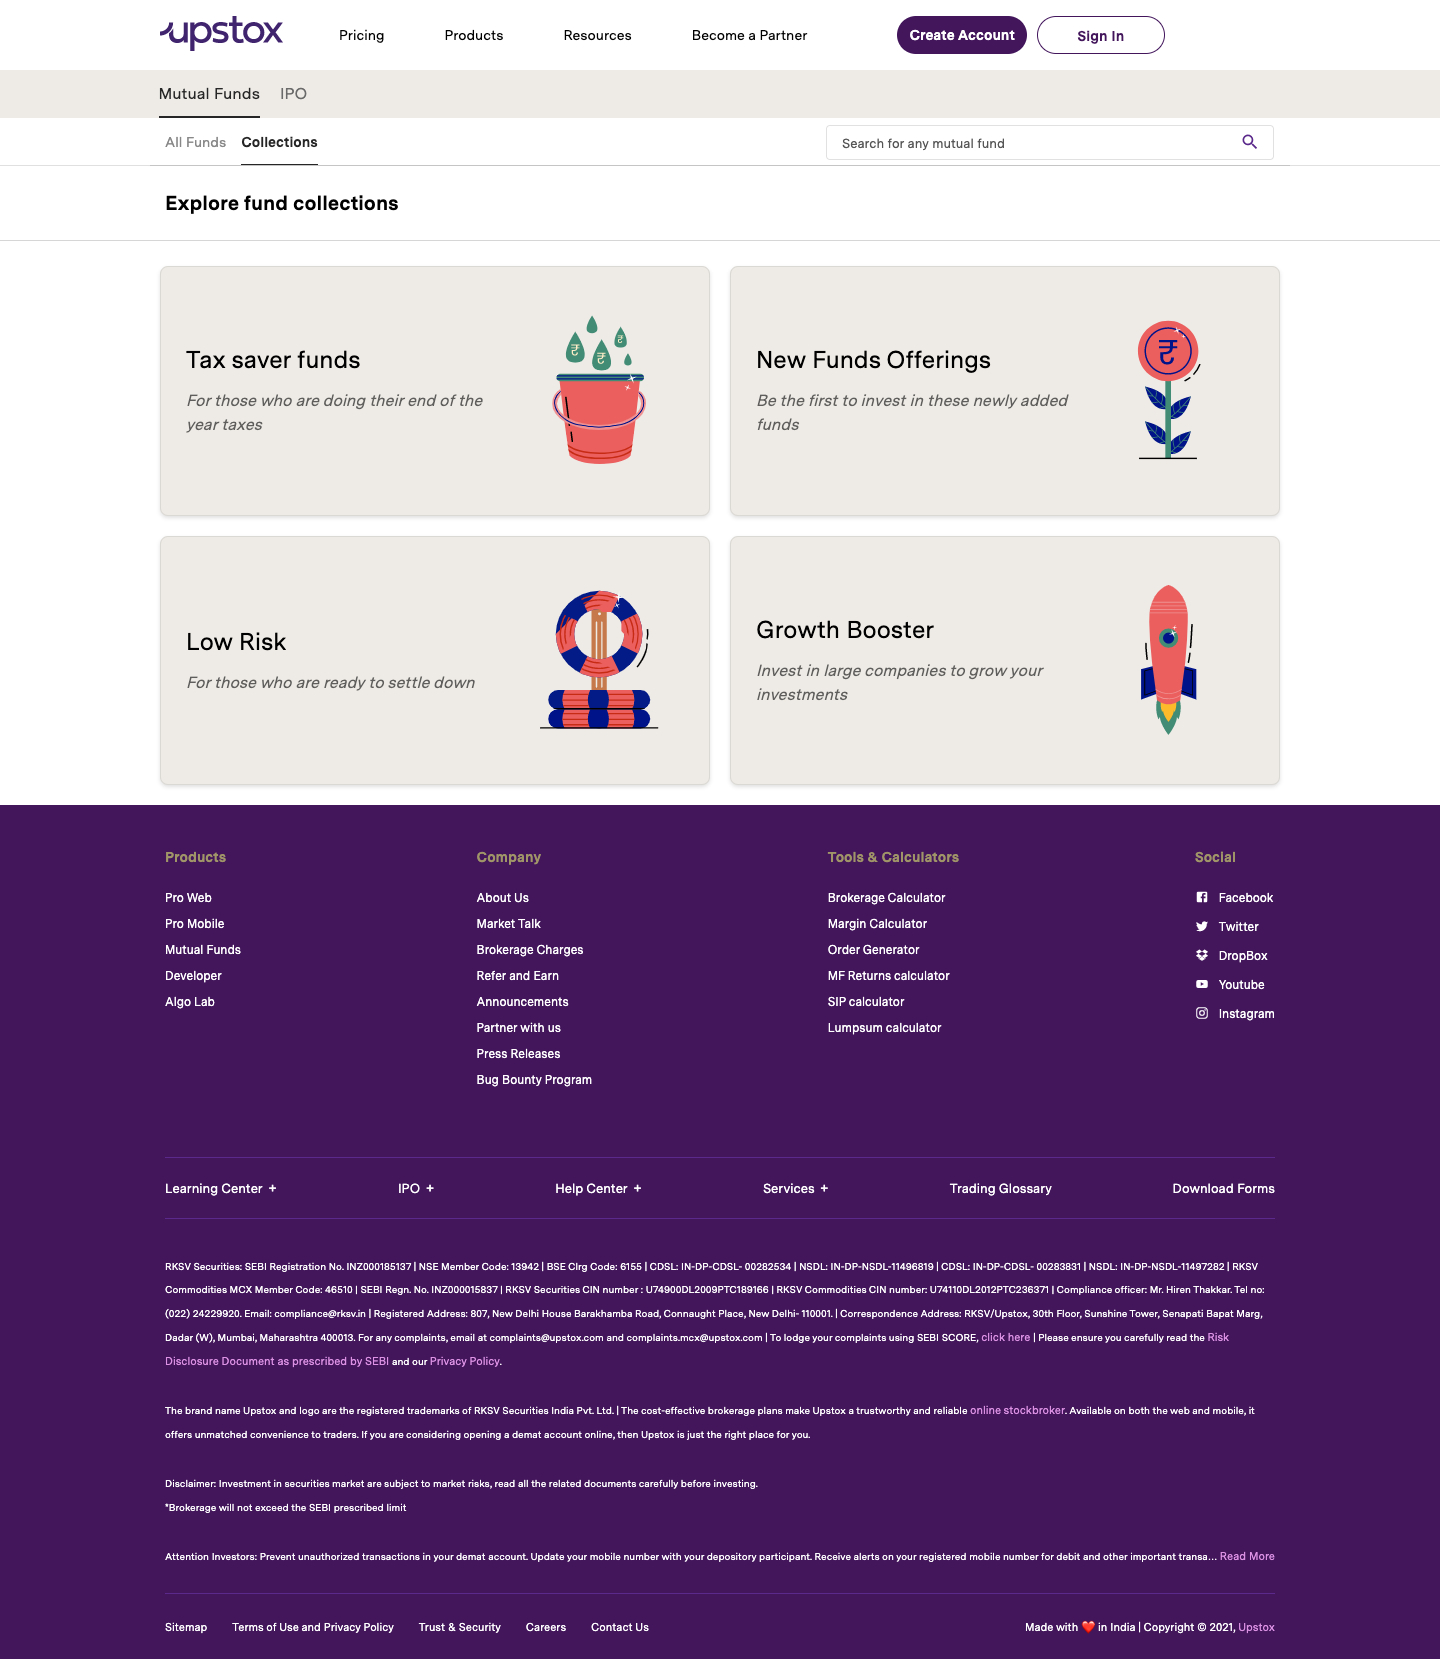 upstox
Pricing
Products
Resources
Become a Partner
Create Account
Sign In
Mutual Funds
IPO
All Funds
Collections
Search for any mutual fund
Explore fund collections
Tax saver funds
For those who are doing their end of the
year taxes
New Funds Offerings
Be the first to invest in these newly added
funds
Low Risk
For those who are ready to settle down
Growth Booster
Invest in large companies to grow your
investments
Products
Pro Web
Pro Mobile
Mutual Funds
Developer
Algo Lab
Company
About Us
Market Talk
Brokerage Charges
Refer and Earn
Announcements
Partner with us
Press Releases
Bug Bounty Program
Tools & Calculators
Brokerage Calculator
Margin Calculator
Order Generator
MF Returns calculator
SIP calculator
Lumpsum calculator
Social
Facebook
Twitter
DropBox
Youtube
Instagram
Learning Center +
IPO +
Help Center +
Services +
Trading Glossary
Download Forms
RKSV Securities: SEBI Registration No. INZ000185137 | NSE Member Code: 13942 | BSE Clrg Code: 6155 | CDSL: IN-DP-CDSL- 00282534 | NSDL: IN-DP-NSDL-11496819 | CDSL: IN-DP-CDSL- 00283831 | NSDL: IN-DP-NSDL-11497282 | RKSV
Commodities MCX Member Code: 46510 | SEBI Regn. No. INZ000015837 | RKSV Securities CIN number : U74900DL2009PTC189166 | RKSV Commodities CIN number: U74110DL2012PTC236371 | Compliance officer: Mr. Hiren Thakkar. Tel no:
(022) 24229920. Email: compliance@rksv.in | Registered Address: 807, New Delhi House Barakhamba Road, Connaught Place, New Delhi- 110001. | Correspondence Address: RKSV/Upstox, 30th Floor, Sunshine Tower, Senapati Bapat Marg,
Dadar (W), Mumbai, Maharashtra 400013. For any complaints, email at complaints@upstox.com and complaints.mcx@upstox.com | To lodge your complaints using SEBI SCORE, click here | Please ensure you carefully read the Risk
Disclosure Document as prescribed by SEBI and our Privacy Policy.
The brand name Upstox and logo are the registered trademarks of RKSV Securities India Pvt. Ltd. | The cost-effective brokerage plans make Upstox a trustworthy and reliable online stockbroker. Available on both the web and mobile, it
offers unmatched convenience to traders. If you are considering opening a demat account online, then Upstox is just the right place for you.
Disclaimer: Investment in securities market are subject to market risks, read all the related documents carefully before investing.
*Brokerage will not exceed the SEBI prescribed limit
Attention Investors: Prevent unauthorized transactions in your demat account. Update your mobile number with your depository participant. Receive alerts on your registered mobile number for debit and other important transa... Read More
Sitemap
Terms of Use and Privacy Policy
Trust & Security
Careers
Contact Us
Made with ❤️ in India | Copyright © 2021, Upstox